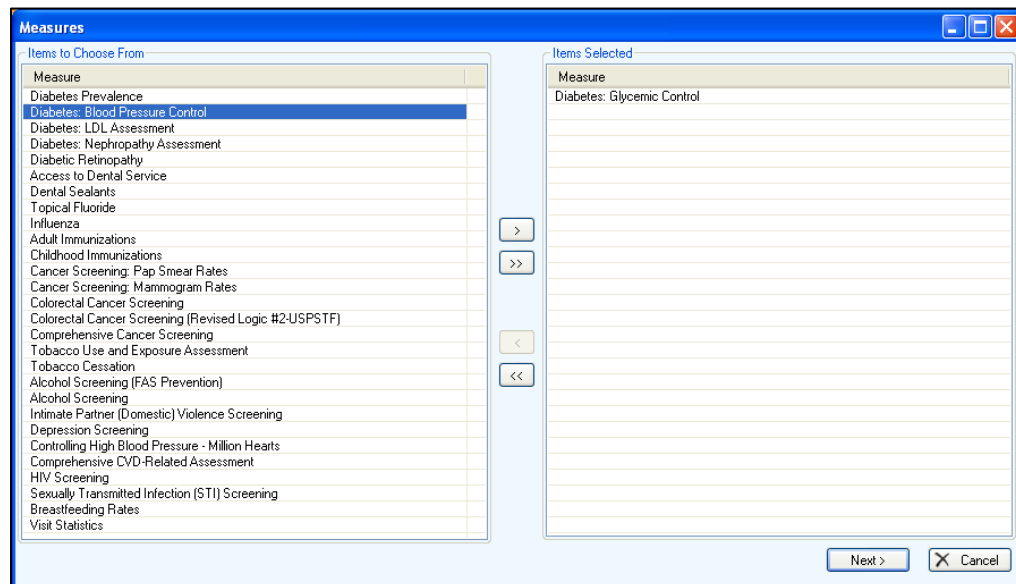 Measures
Items to Choose From
Measure
Diabetes Prevalence
Diabetes: Blood Pressure Control
Diabetes: LDL Assessment
Diabetes: Nephropathy Assessment
Diabetic Retinopathy
Access to Dental Service
Dental Sealants
Topical Fluoride
Influenza
Adult Immunizations
Childhood Immunizations
Cancer Screening: Pap Smear Rates
Cancer Screening: Mammogram Rates
Colorectal Cancer Screening
Colorectal Cancer Screening (Revised Logic #2-USPSTF)
Comprehensive Cancer Screening
Tobacco Use and Exposure Assessment
Tobacco Cessation
Alcohol Screening (FAS Prevention)
Alcohol Screening
Intimate Partner (Domestic) Violence Screening
Depression Screening
Controlling High Blood Pressure - Million Hearts
Comprehensive CVD-Related Assessment
HIV Screening
Sexually Transmitted Infection (STI) Screening
Breastfeeding Rates
Visit Statistics
>
>>
<
<<
Items Selected
Measure
Diabetes: Glycemic Control
Next >
Cancel